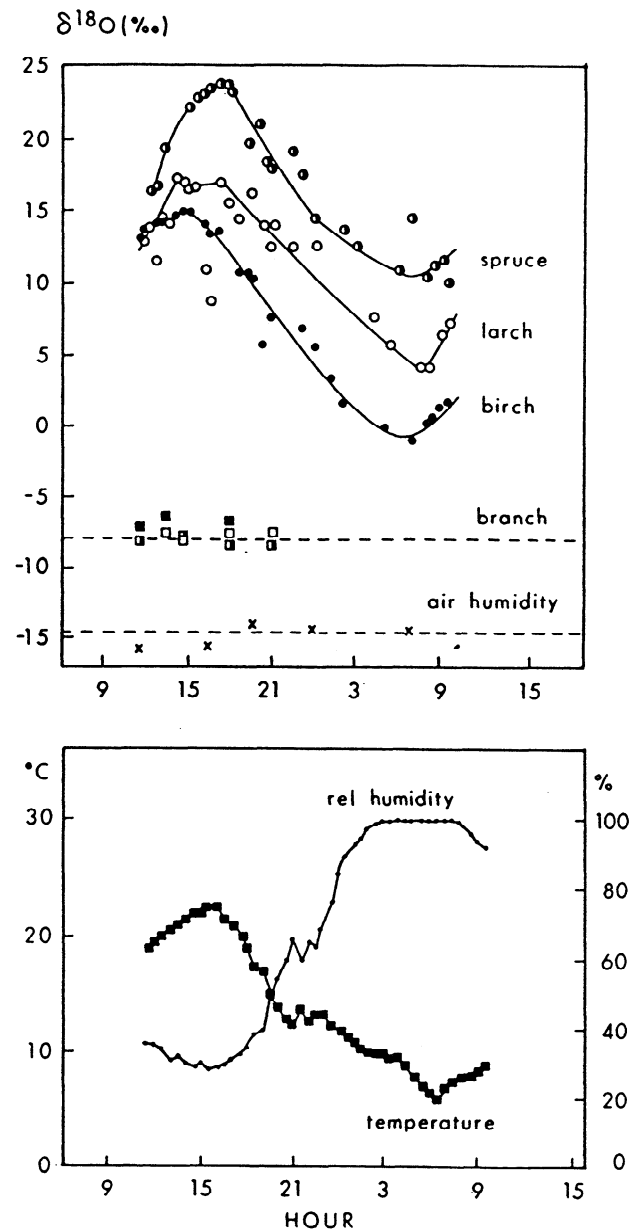 δ¹⁸O (‰)
25
20
15
10
5
0
-5
-10
-15
spruce
larch
birch
branch
air humidity
9 15 21 3 9 15
°C
30
20
10
0
%
100
80
60
40
20
0
rel humidity
temperature
9 15 21 3 9 15
HOUR